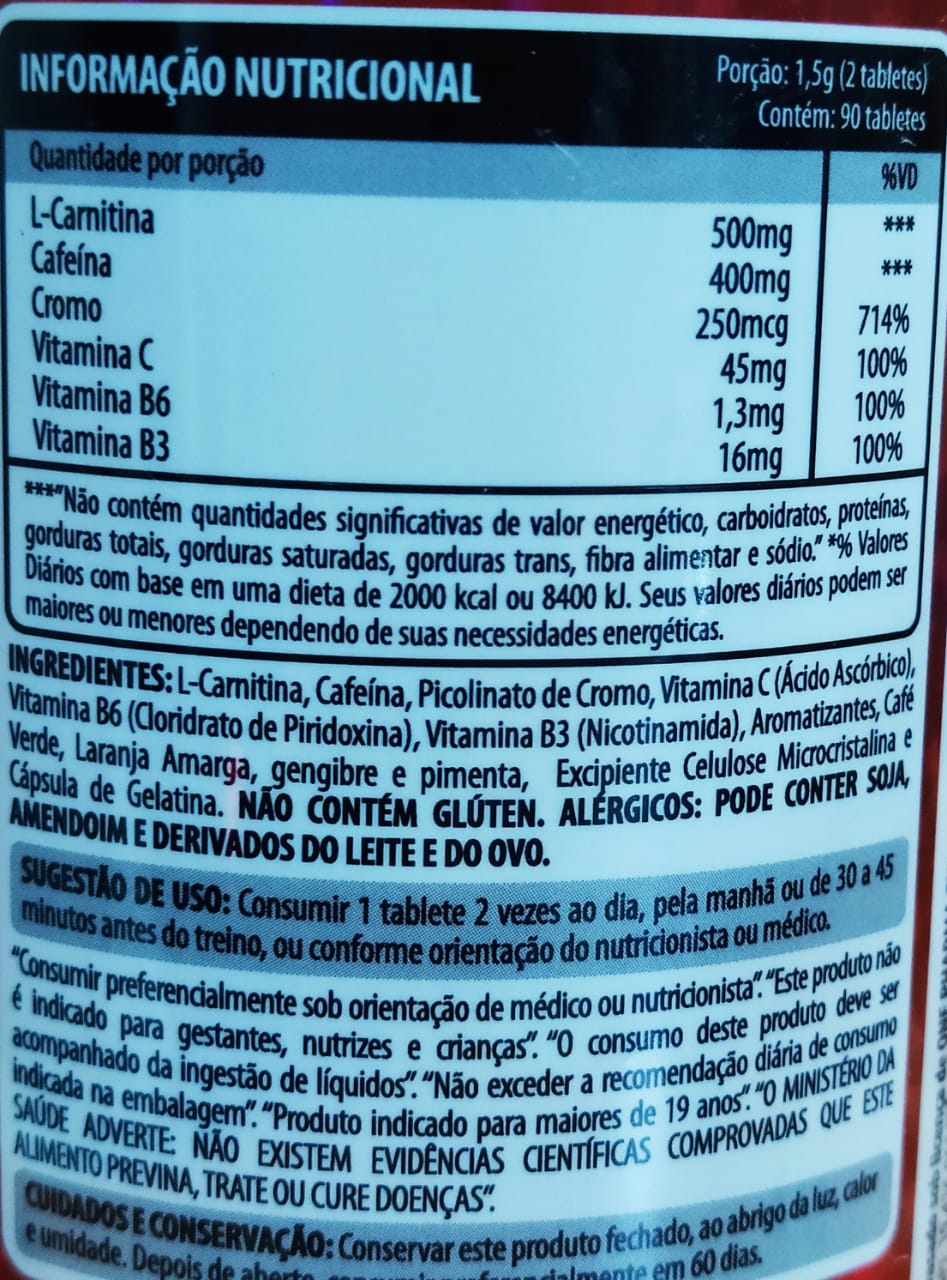 INFORMAÇÃO NUTRICIONAL
Porção: 1,5g (2 tabletes)
Contém: 90 tabletes
Quantidade por porção %VD
L-Carnitina 500mg ***
Cafeína 400mg ***
Cromo 250mcg 714%
Vitamina C 45mg 100%
Vitamina B6 1,3mg 100%
Vitamina B3 16mg 100%
***"Não contém quantidades significativas de valor energético, carboidratos, proteínas,
gorduras totais, gorduras saturadas, gorduras trans, fibra alimentar e sódio." *% Valores
Diários com base em uma dieta de 2000 kcal ou 8400 kJ. Seus valores diários podem ser
maiores ou menores dependendo de suas necessidades energéticas.
INGREDIENTES: L-Carnitina, Cafeína, Picolinato de Cromo, Vitamina C (Ácido Ascórbico),
Vitamina B6 (Cloridrato de Piridoxina), Vitamina B3 (Nicotinamida), Aromatizantes, Café
Verde, Laranja Amarga, gengibre e pimenta, Excipiente Celulose Microcristalina e
Cápsula de Gelatina. NÃO CONTÉM GLÚTEN. ALÉRGICOS: PODE CONTER SOJA,
AMENDOIM E DERIVADOS DO LEITE E DO OVO.
SUGESTÃO DE USO: Consumir 1 tablete 2 vezes ao dia, pela manhã ou de 30 a 45
minutos antes do treino, ou conforme orientação do nutricionista ou médico.
"Consumir preferencialmente sob orientação de médico ou nutricionista". "Este produto não
é indicado para gestantes, nutrizes e crianças". "O consumo deste produto deve ser
acompanhado da ingestão de líquidos". "Não exceder a recomendação diária de consumo
indicada na embalagem". "Produto indicado para maiores de 19 anos". "O MINISTÉRIO DA
SAÚDE ADVERTE: NÃO EXISTEM EVIDÊNCIAS CIENTÍFICAS COMPROVADAS QUE ESTE
ALIMENTO PREVINA, TRATE OU CURE DOENÇAS".
CUIDADOS E CONSERVAÇÃO: Conservar este produto fechado, ao abrigo da luz, calor
e umidade. Depois de aberto em 60 dias.